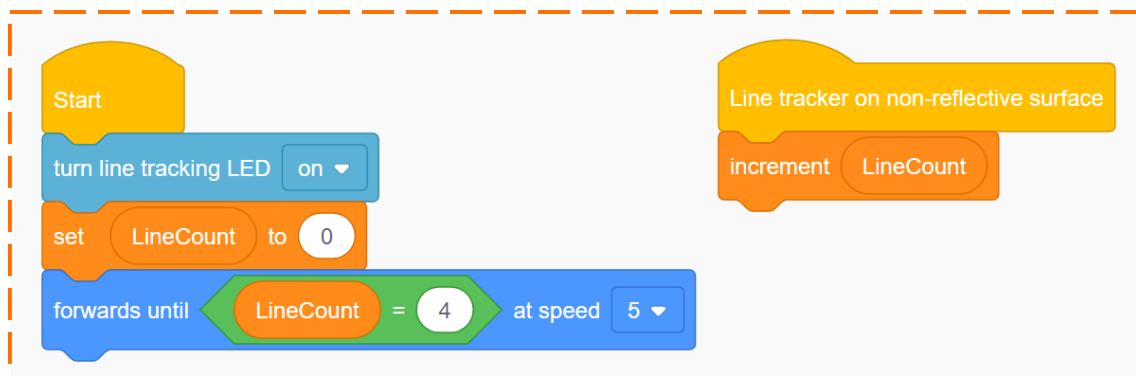 Start
turn line tracking LED on
set LineCount to 0
forwards until LineCount = 4 at speed 5
Line tracker on non-reflective surface
increment LineCount